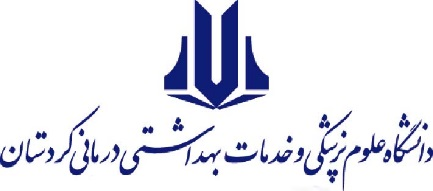 دانشگاه علوم پزشکی و خدمات بهداشتی درمانی کردستان